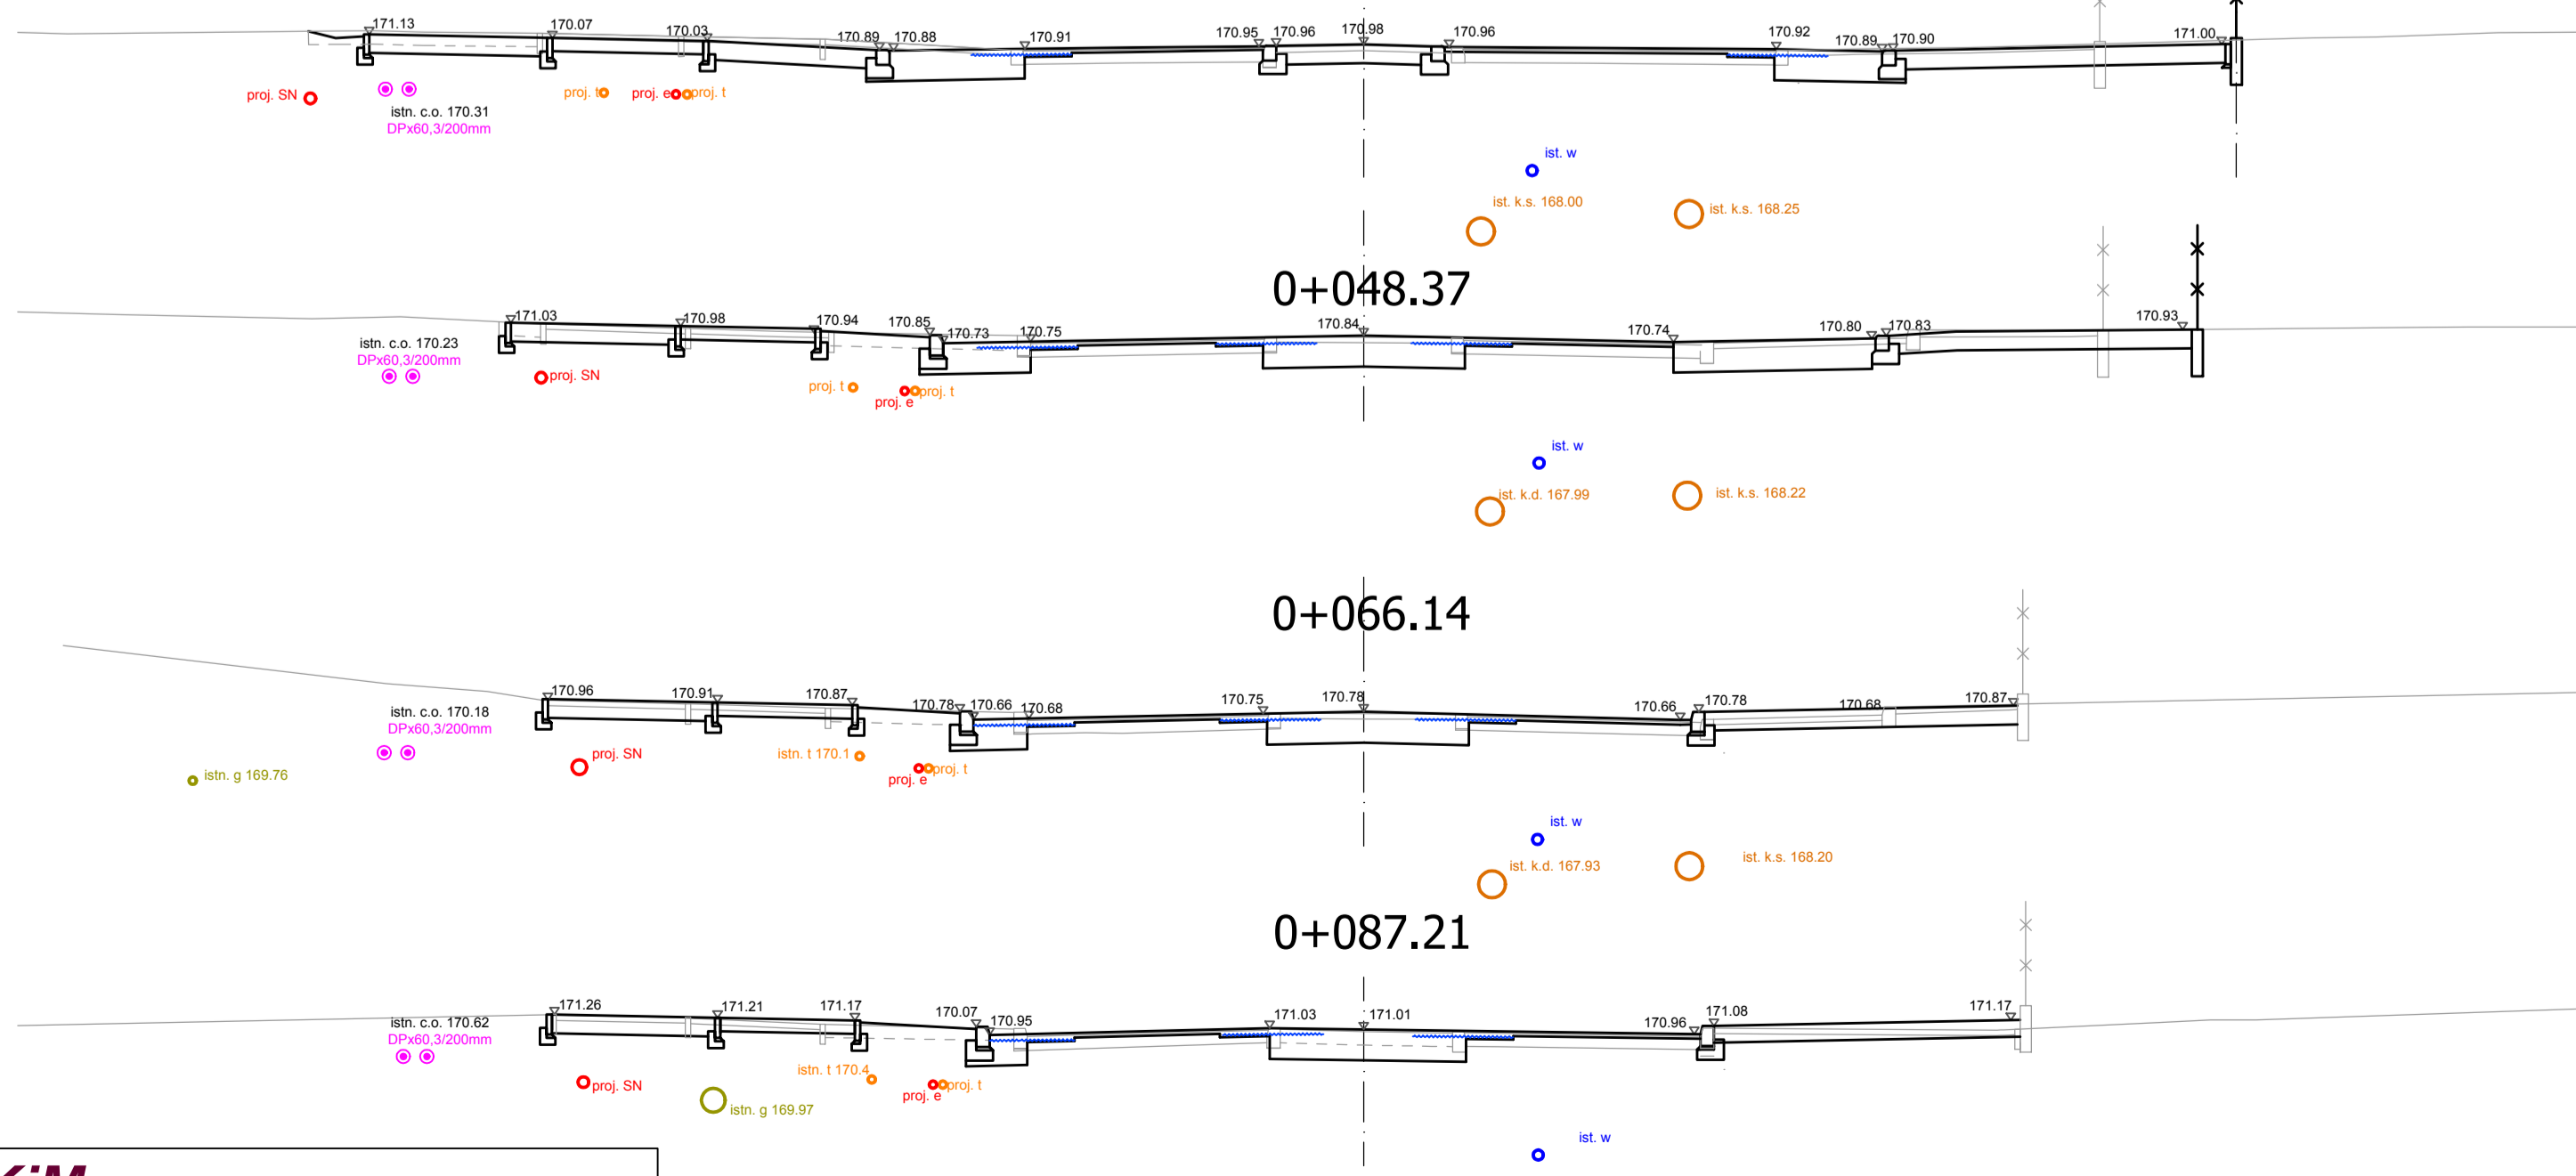 171.13
170.07
170.03
170.89 170.88
170.91
170.95 170.96
170.98
170.96
170.92
170.89 170.90
171.00
proj. SN
istn. c.o. 170.31
DPx60,3/200mm
proj. t
proj. e
proj. t
ist. w
ist. k.s. 168.00
ist. k.s. 168.25
0+048.37
171.03
170.98
170.94
170.85
170.73
170.75
170.84
170.74
170.80
170.83
170.93
istn. c.o. 170.23
DPx60,3/200mm
proj. SN
proj. t
proj. e
proj. t
ist. w
ist. k.d. 167.99
ist. k.s. 168.22
0+066.14
170.96
170.91
170.87
170.78
170.66
170.68
170.75
170.78
170.66
170.78
170.68
170.87
istn. c.o. 170.18
DPx60,3/200mm
istn. g 169.76
proj. SN
istn. t 170.1
proj. e
proj. t
ist. w
ist. k.d. 167.93
ist. k.s. 168.20
0+087.21
171.26
171.21
171.17
170.07
170.95
171.03
171.01
170.96
171.08
171.17
istn. c.o. 170.62
DPx60,3/200mm
proj. SN
istn. g 169.97
istn. t 170.4
proj. e
proj. t
ist. w